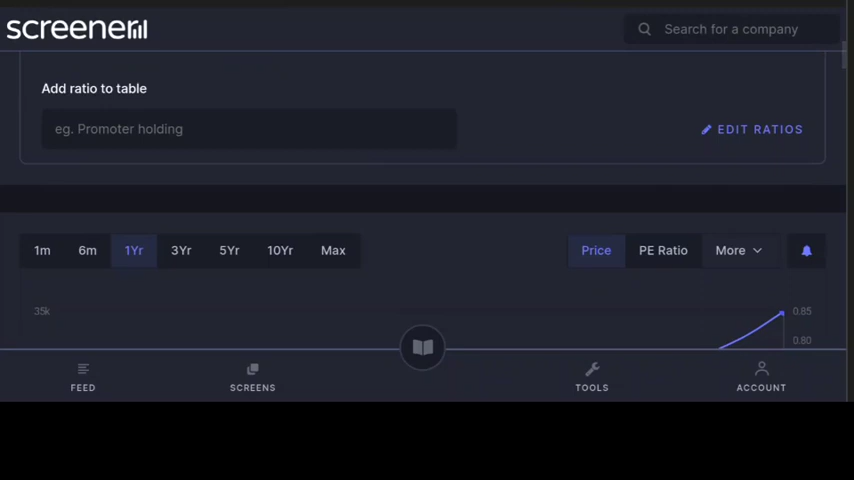 screener
Search for a company
Add ratio to table
eg. Promoter holding
EDIT RATIOS
1m 6m 1Yr 3Yr 5Yr 10Yr Max
Price PE Ratio More
35k
0.85
0.80
FEED SCREENS TOOLS ACCOUNT